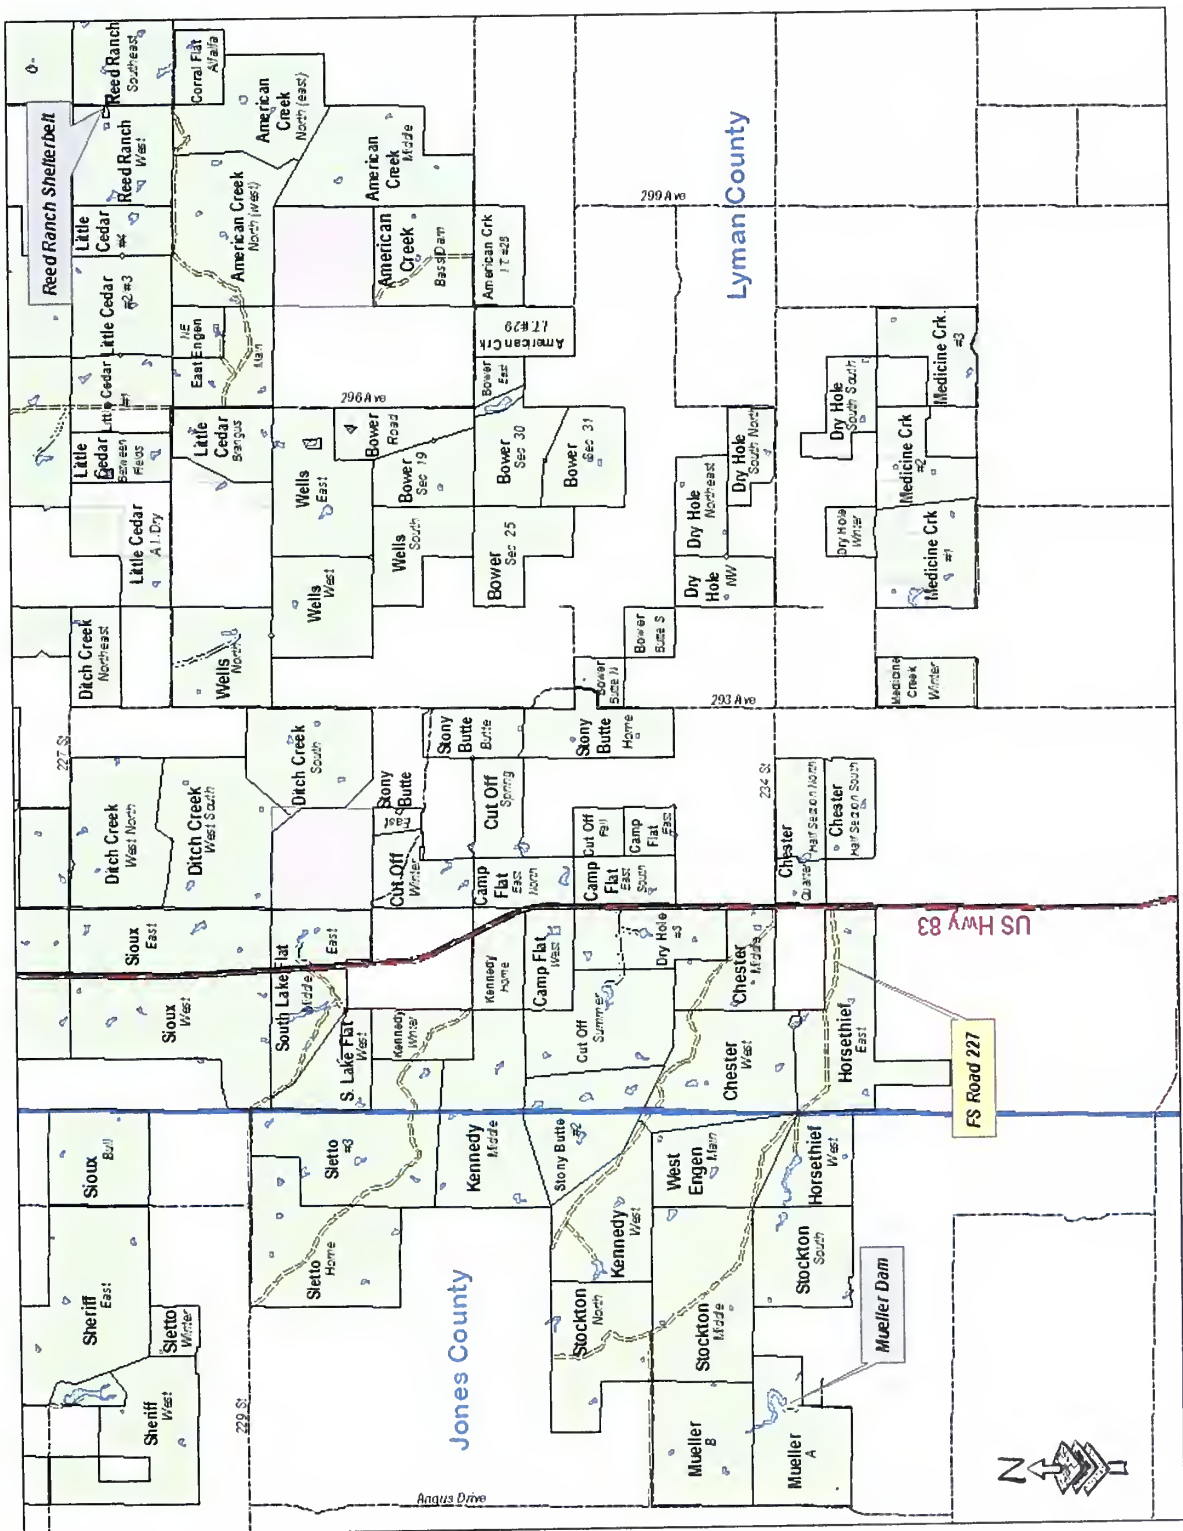 Sheriff
West
Sheriff
East
Sletto
Winter
Sioux
Bull
Sioux
West
Sioux
East
227 St
229 St
Ditch Creek
West North
Ditch Creek
West South
Ditch Creek
South
Ditch Creek
Northeast
Little Cedar
A.I. Dry
Little
Cedar
Between
Fields
Little Cedar
#1
Little Cedar
#2 #3
Little
Cedar
#4
Reed Ranch
West
Reed Ranch
Southeast
Reed Ranch Shelterbelt
Corral Flat
Alfalfa
American
Creek
North (east)
American Creek
North (west)
American
Creek
Middle
East Engen
NE
Main
Little
Cedar
Brangus
Wells
North
Wells
East
Wells
West
Wells
South
296 Ave
Bower
Road
Bower
Sec 19
Bower
Sec 25
Bower
Sec 30
Bower
Sec 31
Bower
East
American
Creek
Bass Dam
American Crk
I.T. #28
American Crk
I.T. #29
299 Ave
Lyman County
Sletto
Home
Sletto
#3
South Lake Flat
Middle
East
S. Lake Flat
West
Kennedy
Winter
Kennedy
Home
Kennedy
Middle
Kennedy
West
Cut Off
Winter
Stony
Butte
East
Stony
Butte
Butte
Cut Off
Spring
Camp
Flat
East
North
Stony
Butte
Home
Bower
Butte N
Bower
Butte S
Jones County
Angus Drive
Stockton
North
Stockton
Middle
Stockton
South
Stony Butte
#2
Cut Off
Summer
Camp Flat
West
Dry Hole
#3
Camp
Flat
East
South
Cut Off
Fall
Camp
Flat
East
293 Ave
234 St
Dry
Hole
NW
Dry Hole
Northeast
Dry Hole
South North
Dry Hole
South South
Dry Hole
Winter
Mueller
B
Mueller
A
Mueller Dam
West
Engen
Main
Horsethief
West
Horsethief
East
Chester
West
Chester
Middle
Chester
Quarter
Half Section North
Chester
Half Section South
Medicine
Creek
Winter
Medicine Crk
#1
Medicine Crk
#2
Medicine Crk.
#3
US Hwy 83
FS Road 227
N